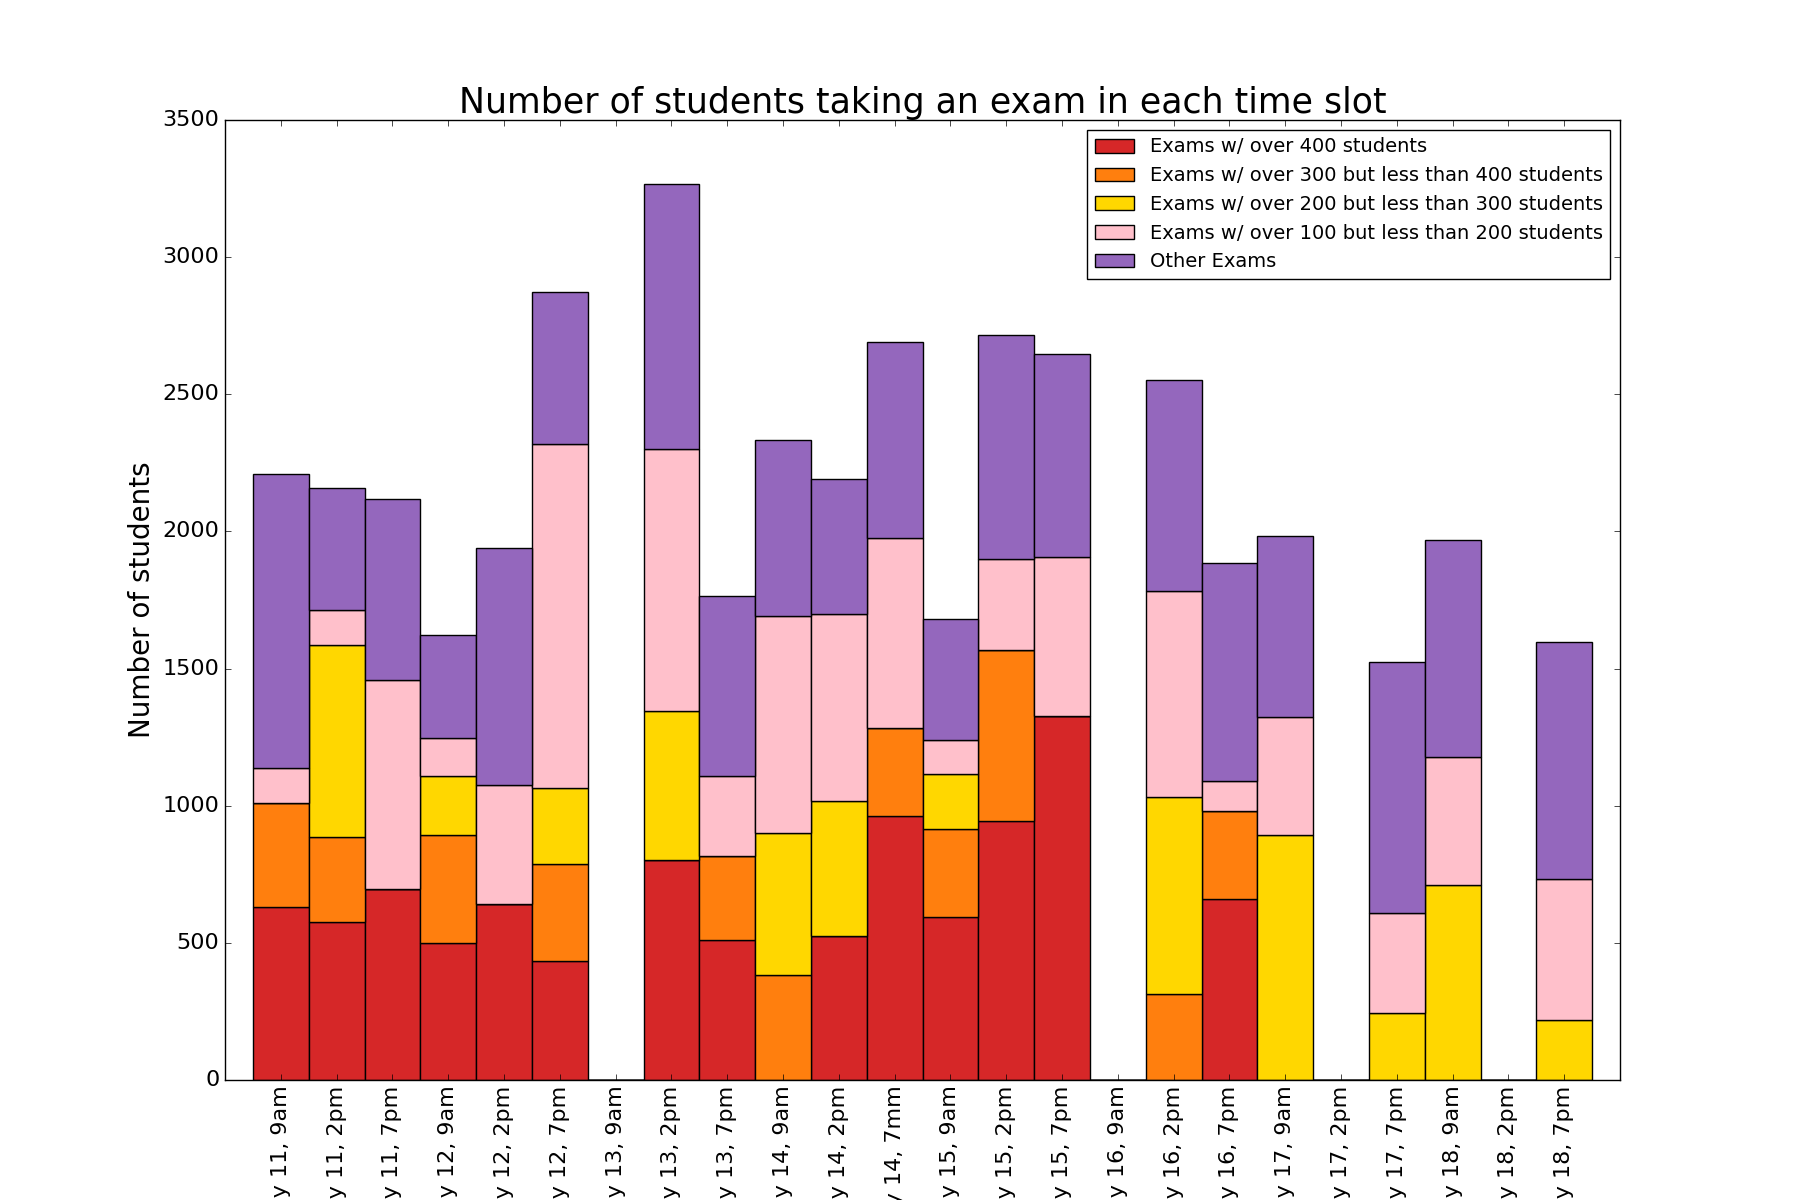 Number of students taking an exam in each time slot
Number of students
3500
3000
2500
2000
1500
1000
500
0
Exams w/ over 400 students
Exams w/ over 300 but less than 400 students
Exams w/ over 200 but less than 300 students
Exams w/ over 100 but less than 200 students
Other Exams
y 11, 9am
y 11, 2pm
y 11, 7pm
y 12, 9am
y 12, 2pm
y 12, 7pm
y 13, 9am
y 13, 2pm
y 13, 7pm
y 14, 9am
y 14, 2pm
y 14, 7mm
y 15, 9am
y 15, 2pm
y 15, 7pm
y 16, 9am
y 16, 2pm
y 16, 7pm
y 17, 9am
y 17, 2pm
y 17, 7pm
y 18, 9am
y 18, 2pm
y 18, 7pm